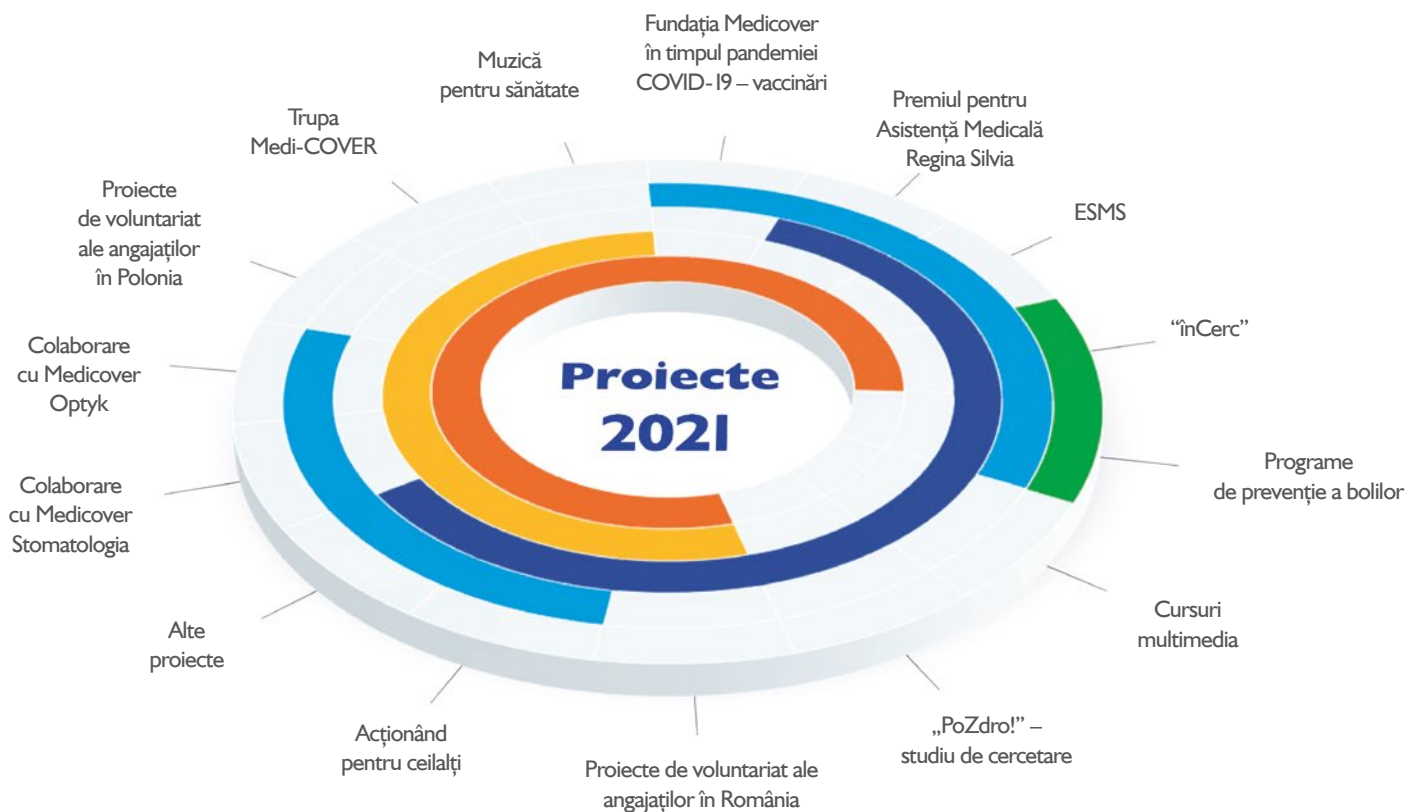 Fundația Medicover
în timpul pandemiei
COVID-19 – vaccinări
Premiul pentru
Asistență Medicală
Regina Silvia
ESMS
“înCerc”
Programe
de prevenție a bolilor
Cursuri
multimedia
„PoZdro!” –
studiu de cercetare
Proiecte de voluntariat ale
angajaților în România
Acționând
pentru ceilalți
Alte
proiecte
Colaborare
cu Medicover
Stomatologia
Colaborare
cu Medicover
Optyk
Proiecte
de voluntariat
ale angajaților
în Polonia
Trupa
Medi-COVER
Muzică
pentru sănătate
Proiecte
2021